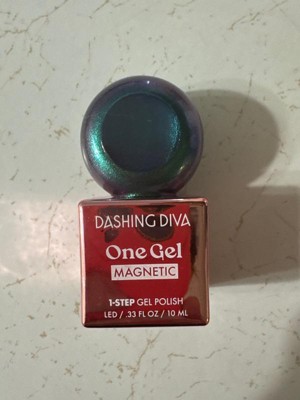 DASHING DIVA
One Gel
MAGNETIC
1-STEP GEL POLISH
LED / .33 FL OZ / 10 ML